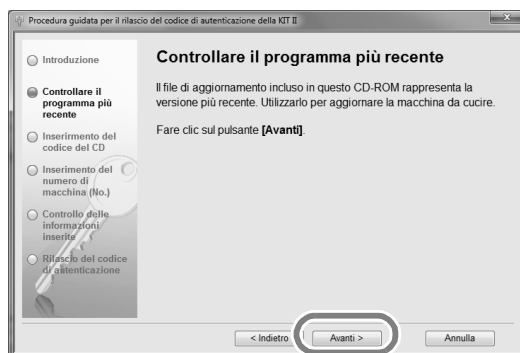 Procedura guidata per il rilascio del codice di autenticazione della KIT II
Introduzione
Controllare il
programma più
recente
Inserimento del
codice del CD
Inserimento del
numero di
macchina (No.)
Controllo delle
informazioni
inserite
Rilascio del codice
di autenticazione
Controllare il programma più recente
Il file di aggiornamento incluso in questo CD-ROM rappresenta la
versione più recente. Utilizzarlo per aggiornare la macchina da cucire.
Fare clic sul pulsante [Avanti].
< Indietro
Avanti >
Annulla